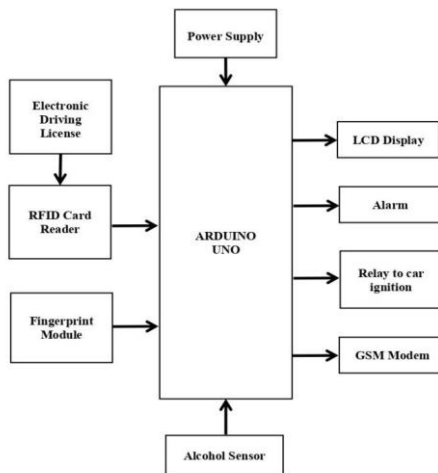 Power Supply
Electronic
Driving
License
RFID Card
Reader
Fingerprint
Module
ARDUINO
UNO
LCD Display
Alarm
Relay to car
ignition
GSM Modem
Alcohol Sensor